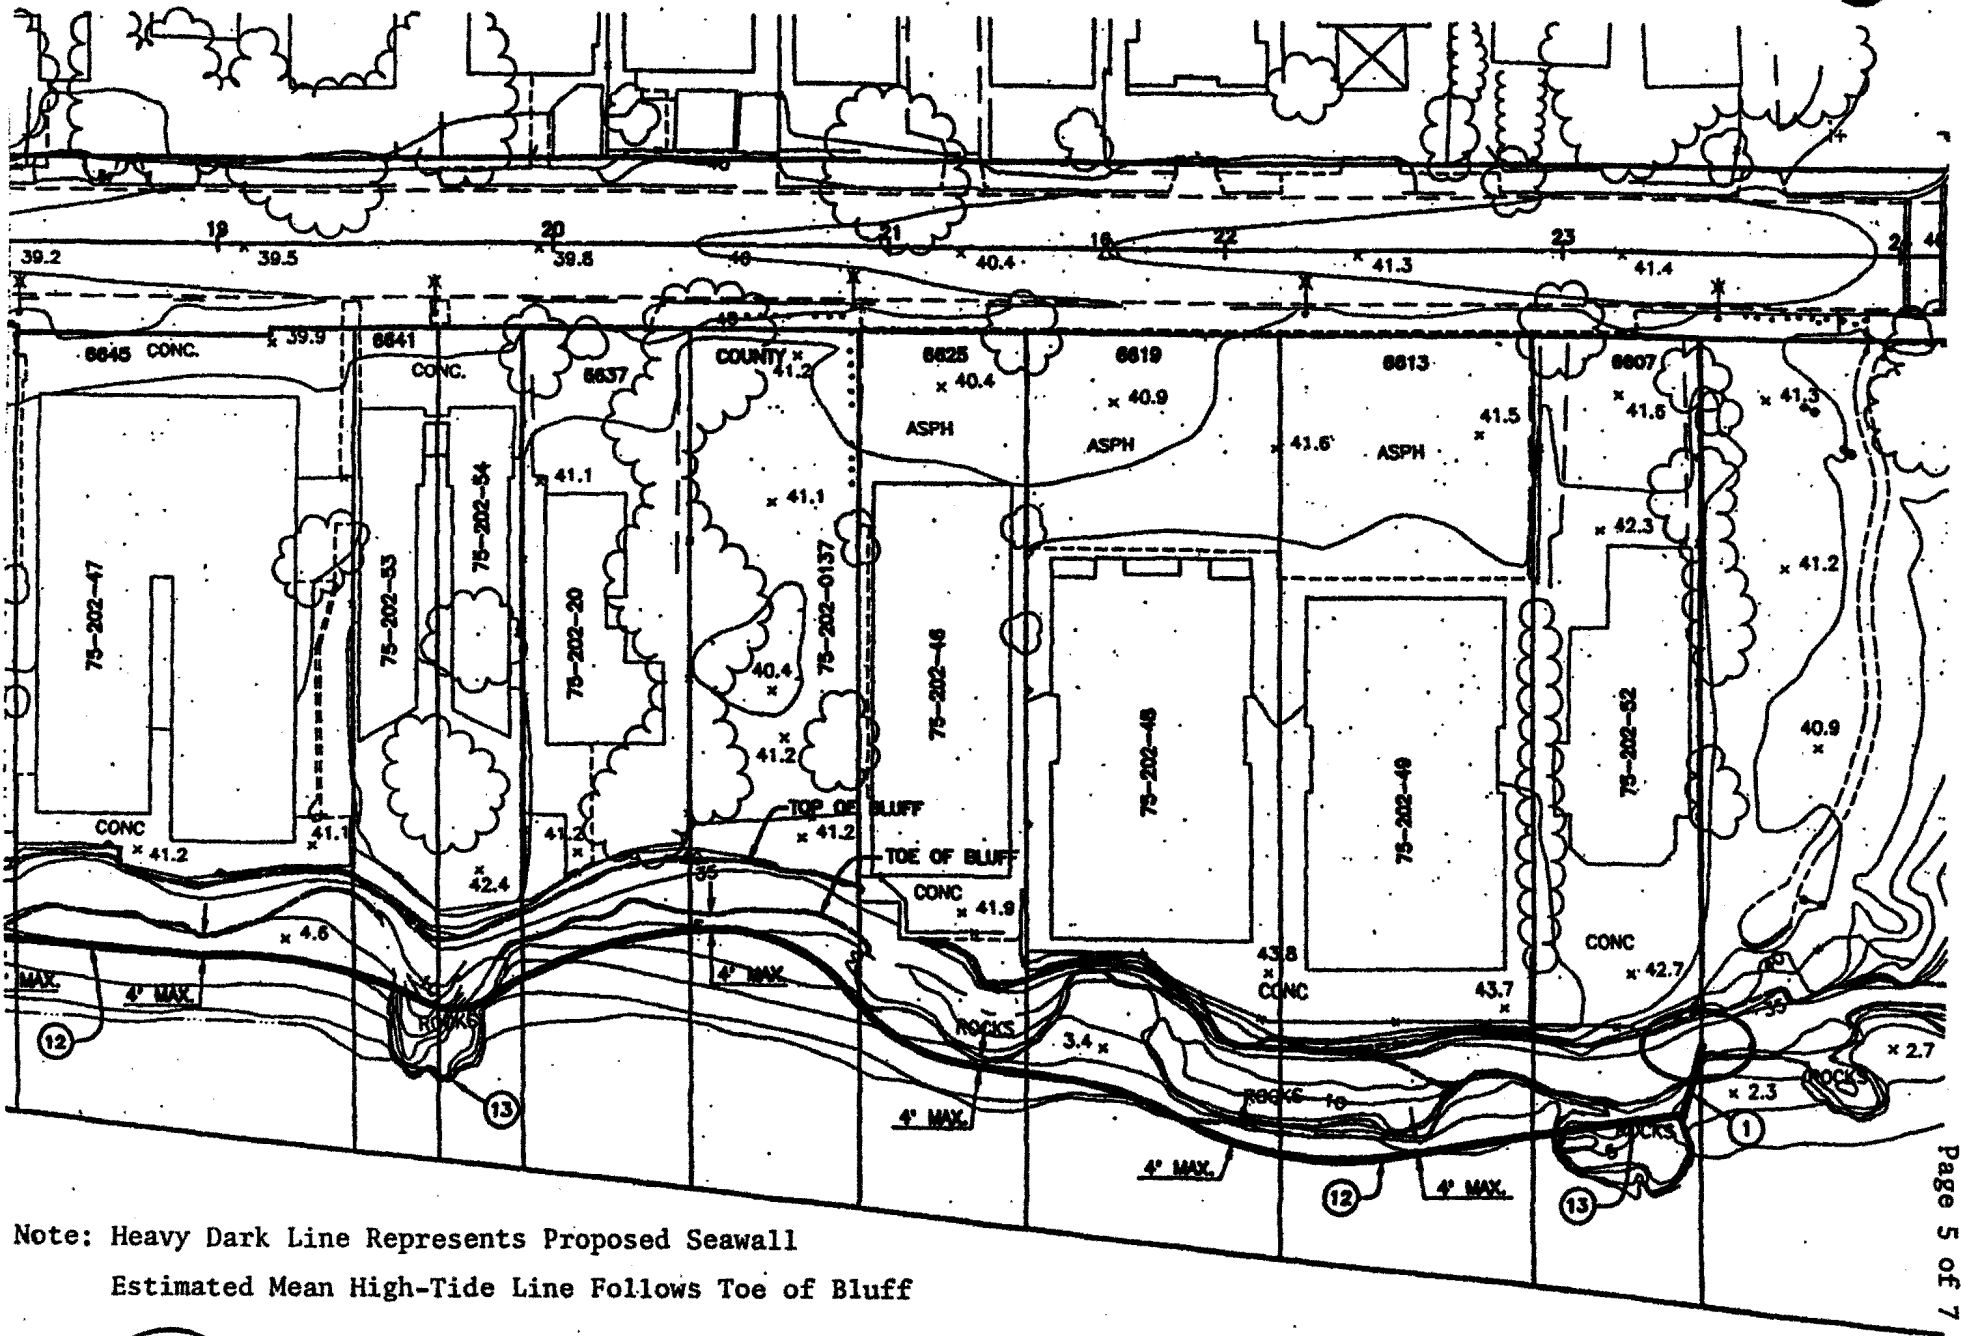 19 20 21 16 22 23
39.2 39.5 39.8 40 40.4 41.3 41.4
40
6645 CONC. 39.9 6641 CONC. 6637 COUNTY 41.2 6625 40.4 6619 40.9 6613 6607 41.6 41.3
ASPH ASPH 41.6 ASPH 41.5
41.1 41.1 42.3 41.2
75-202-47
75-202-53
75-202-54
75-202-20
75-202-0137
75-202-46
75-202-48
75-202-49
75-202-52
40.4 41.2 40.9
TOP OF BLUFF
CONC 41.2 41.1 41.2 41.2
TOE OF BLUFF
42.4 35 CONC 41.9
4.6 43.8 CONC 43.7 CONC 42.7
MAX. 4' MAX. 4' MAX. 35
ROCKS ROCKS 3.4 2.7
12 ROCKS 10 ROCKS 2.3
13 4' MAX. ROCKS 1
4' MAX. 12 4' MAX. 13
Page 5 of 7
Note: Heavy Dark Line Represents Proposed Seawall
Estimated Mean High-Tide Line Follows Toe of Bluff